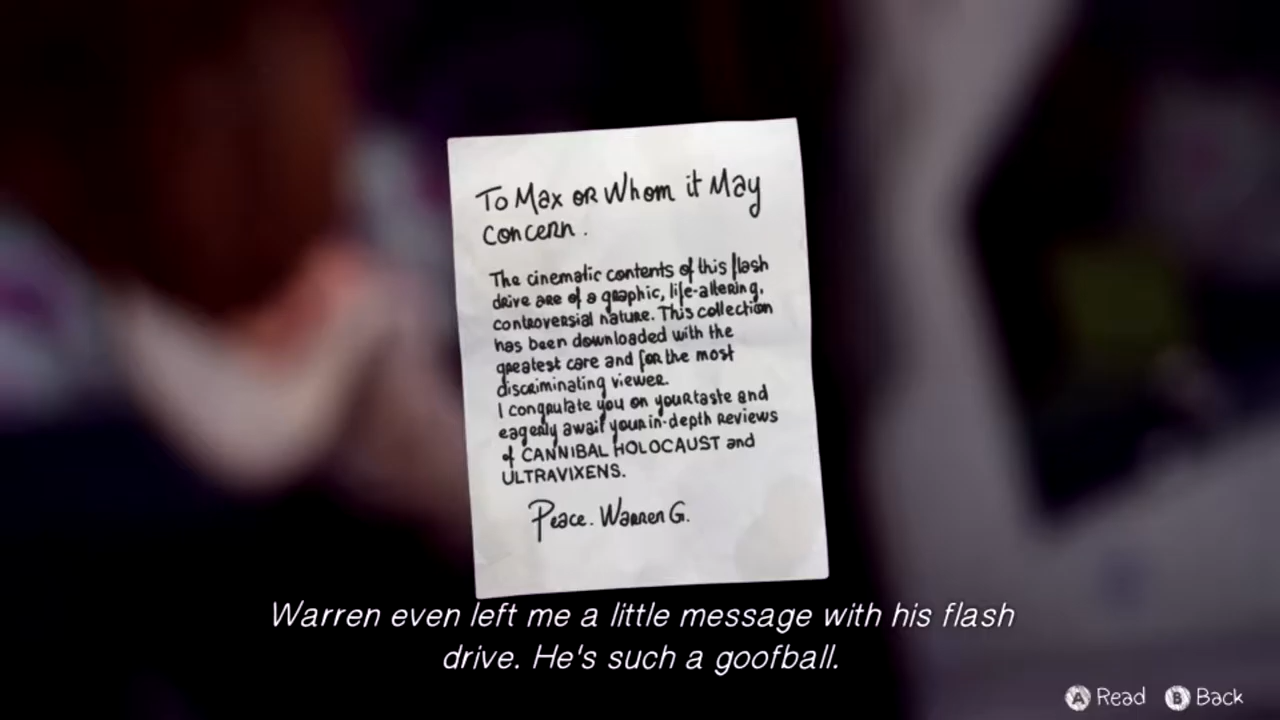 To Max or Whom it May
Concern.
The cinematic contents of this flash
drive are of a graphic, life-altering,
controversial nature. This collection
has been downloaded with the
greatest care and for the most
discriminating viewer.
I congrulate you on your taste and
eagerly await your in-depth reviews
of CANNIBAL HOLOCAUST and
ULTRAVIXENS.
Peace. Warren G.
Warren even left me a little message with his flash
drive. He's such a goofball.
A Read B Back